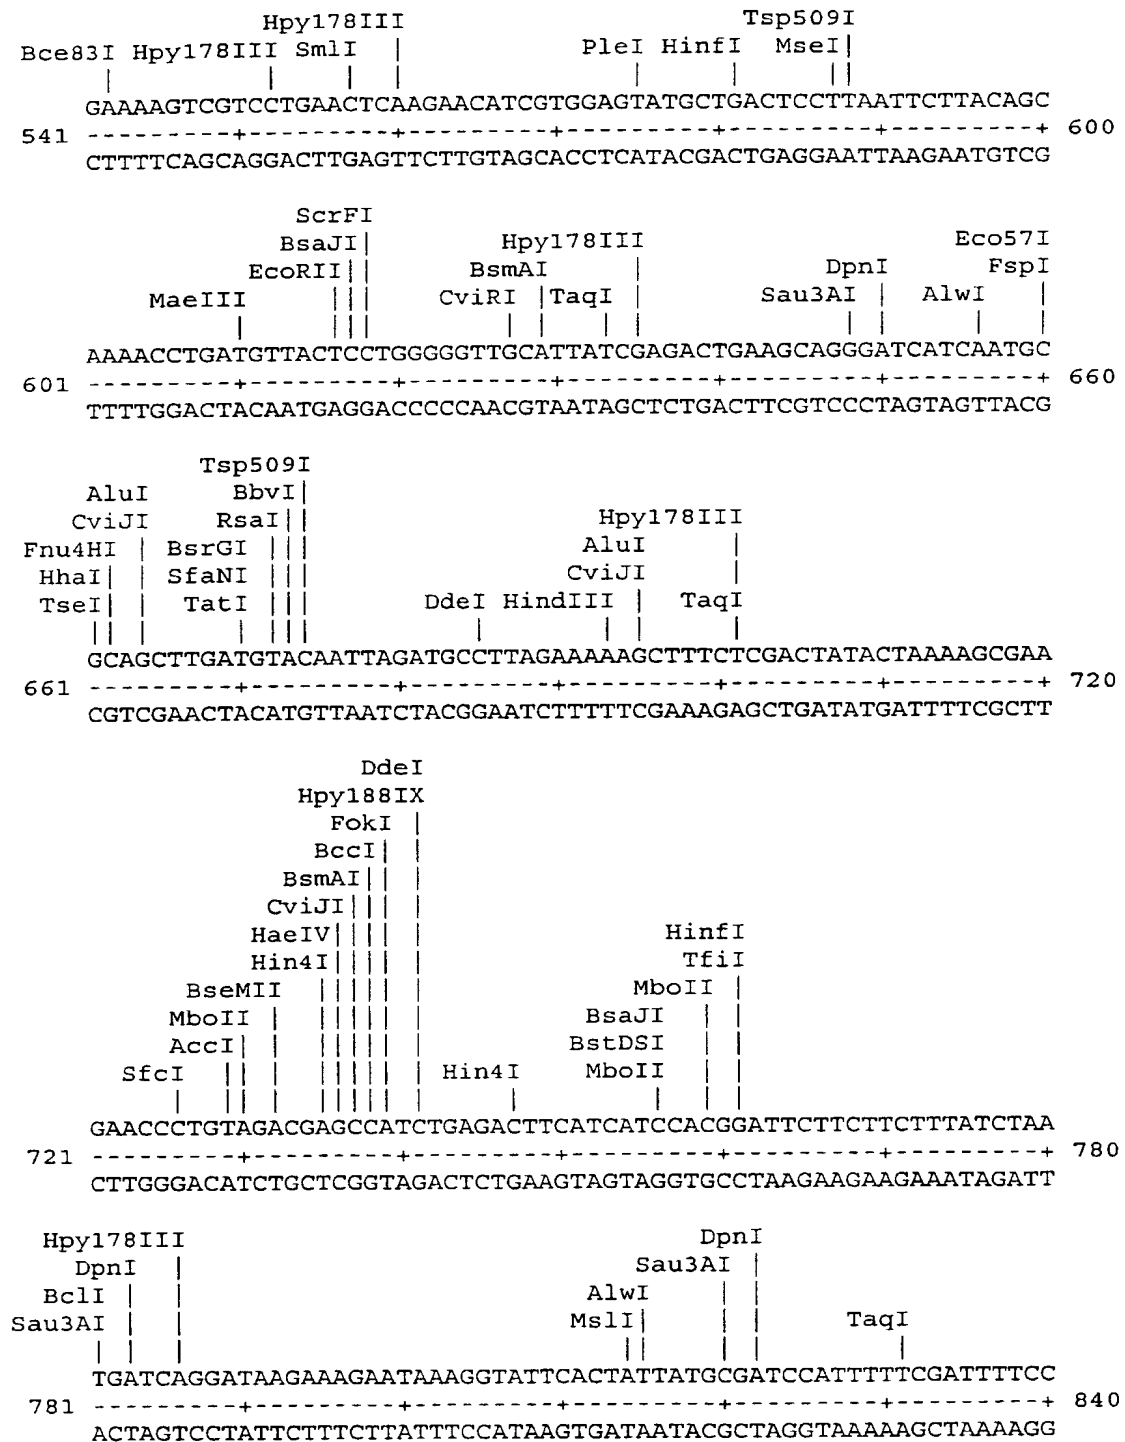 Hpy178III Tsp509I
Bce83I Hpy178III SmlI | PleI HinfI MseI|
| | | | | | ||
GAAAAGTCGTCCTGAACTCAAGAACATCGTGGAGTATGCTGACTCCTTAATTCTTACAGC
541 ---------+---------+---------+---------+---------+---------+ 600
CTTTTCAGCAGGACTTGAGTTCTTGTAGCACCTCATACGACTGAGGAATTAAGAATGTCG
ScrFI
BsaJI| Hpy178III Eco57I
EcoRII|| BsmAI | DpnI FspI
MaeIII ||| CviRI |TaqI | Sau3AI | AlwI |
| ||| | | | | | | | |
AAAACCTGATGTTACTCCTGGGGGTTGCATTATCGAGACTGAAGCAGGGATCATCAATGC
601 ---------+---------+---------+---------+---------+---------+ 660
TTTTGGACTACAATGAGGACCCCCAACGTAATAGCTCTGACTTCGTCCCTAGTAGTTACG
Tsp509I
AluI BbvI|
CviJI RsaI|| Hpy178III
Fnu4HI | BsrGI ||| AluI |
HhaI| | SfaNI ||| CviJI |
TseI| | TatI ||| DdeI HindIII | TaqI
|| | | ||| | | | |
GCAGCTTGATGTACAATTAGATGCCTTAGAAAAAGCTTTCTCGACTATACTAAAAGCGAA
661 ---------+---------+---------+---------+---------+---------+ 720
CGTCGAACTACATGTTAATCTACGGAATCTTTTTCGAAAGAGCTGATATGATTTTCGCTT
DdeI
Hpy188IX
FokI |
BccI| |
BsmAI|| |
CviJI||| |
HaeIV|||| | HinfI
Hin4I||||| | TfiI
BseMII |||||| | MboII |
MboII | |||||| | BsaJI | |
AccI| | |||||| | BstDSI | |
SfcI || | |||||| | Hin4I MboII | |
| || | |||||| | | | | |
GAACCCTGTAGACGAGCCATCTGAGACTTCATCATCCACGGATTCTTCTTCTTTATCTAA
721 ---------+---------+---------+---------+---------+---------+ 780
CTTGGGACATCTGCTCGGTAGACTCTGAAGTAGTAGGTGCCTAAGAAGAAGAAATAGATT
Hpy178III DpnI
DpnI | Sau3AI |
BclI | | AlwI | |
Sau3AI | | MslI| | | TaqI
| | | || | | |
TGATCAGGATAAGAAAGAATAAAGGTATTCACTATTATGCGATCCATTTTTCGATTTTCC
781 ---------+---------+---------+---------+---------+---------+ 840
ACTAGTCCTATTCTTTCTTATTTCCATAAGTGATAATACGCTAGGTAAAAAGCTAAAAGG